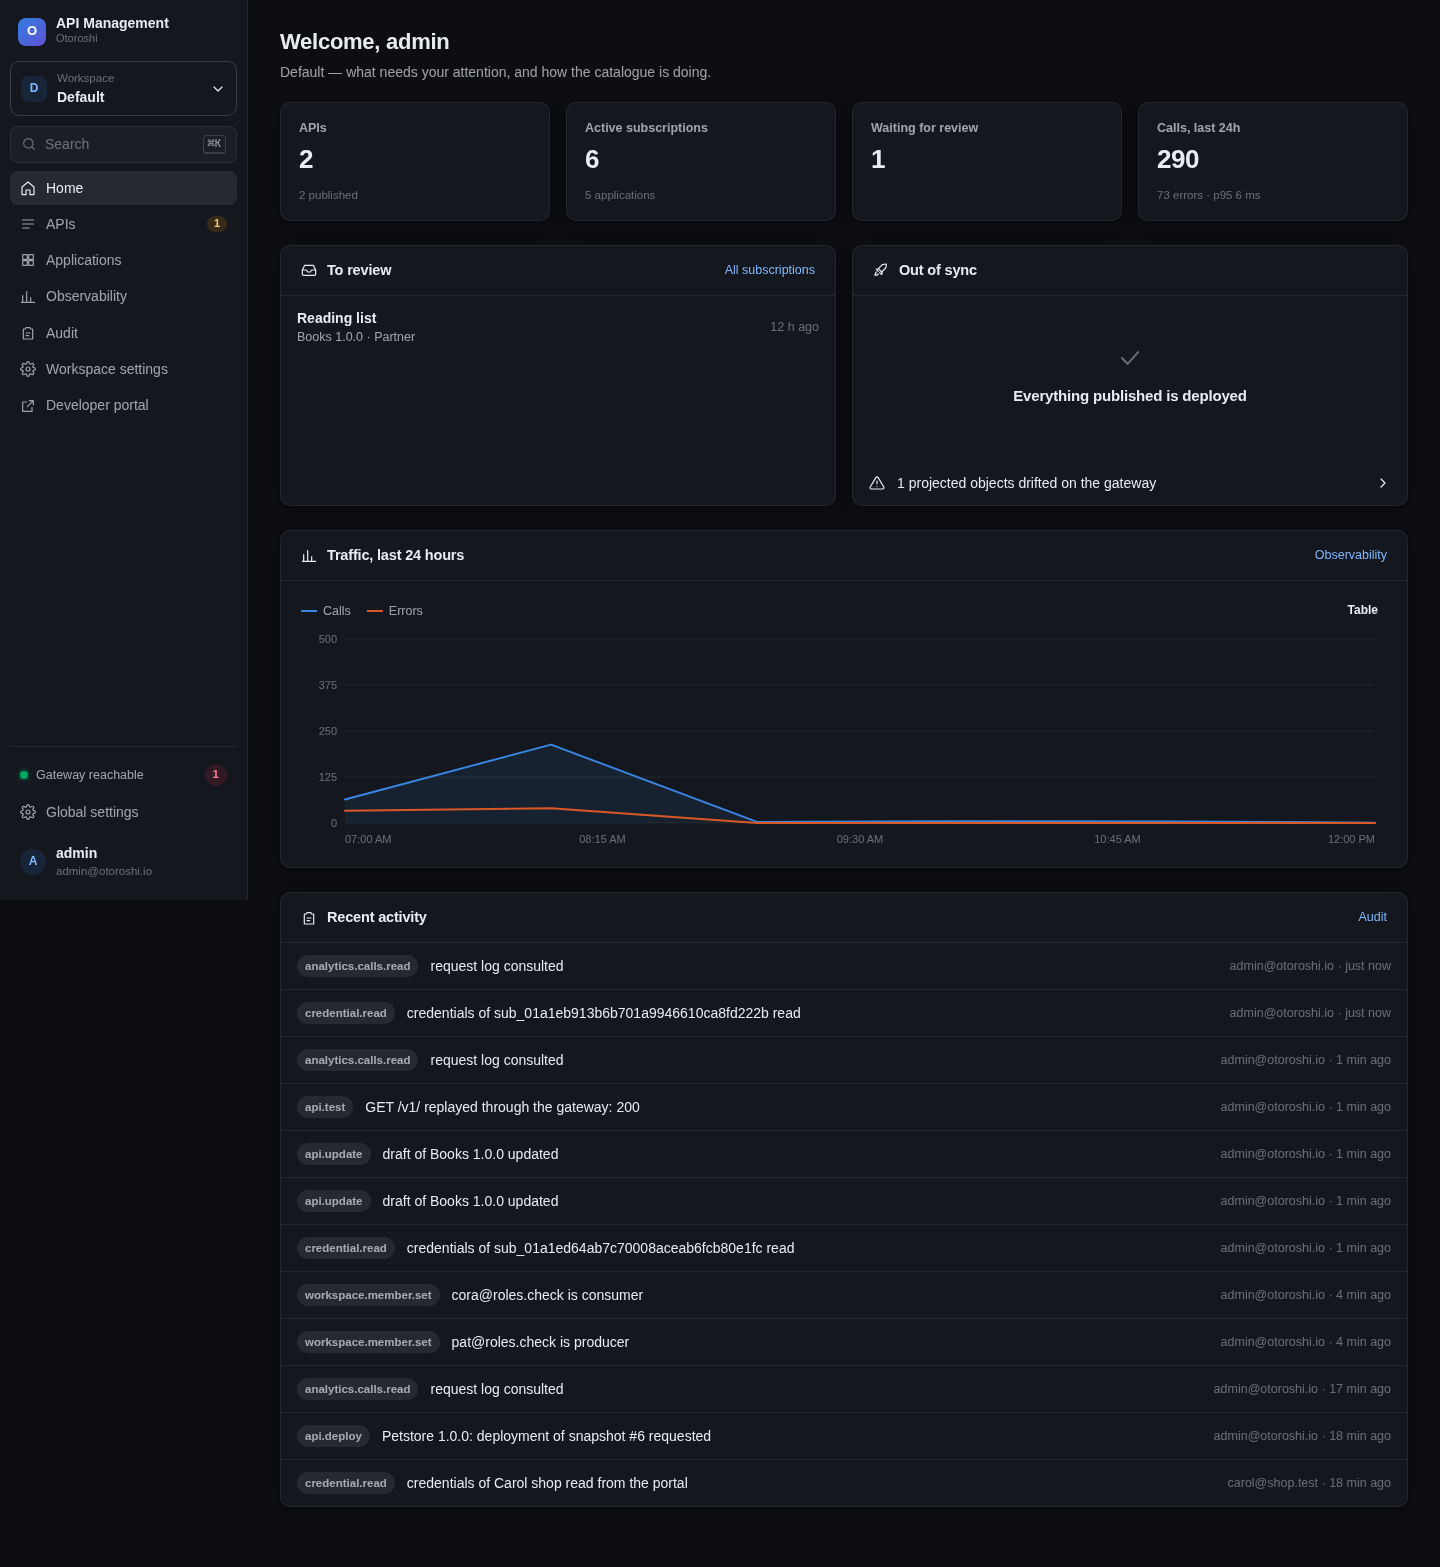 O
API Management
Otoroshi
D
Workspace
Default
Search
⌘K
Home
APIs
1
Applications
Observability
Audit
Workspace settings
Developer portal
Gateway reachable
1
Global settings
A
admin
admin@otoroshi.io
Welcome, admin
Default — what needs your attention, and how the catalogue is doing.
APIs
2
2 published
Active subscriptions
6
5 applications
Waiting for review
1
Calls, last 24h
290
73 errors · p95 6 ms
To review
All subscriptions
Reading list
Books 1.0.0 · Partner
12 h ago
Out of sync
Everything published is deployed
1 projected objects drifted on the gateway
Traffic, last 24 hours
Observability
Calls
Errors
Table
500
375
250
125
0
07:00 AM
08:15 AM
09:30 AM
10:45 AM
12:00 PM
Recent activity
Audit
analytics.calls.read request log consulted admin@otoroshi.io · just now
credential.read credentials of sub_01a1eb913b6b701a9946610ca8fd222b read admin@otoroshi.io · just now
analytics.calls.read request log consulted admin@otoroshi.io · 1 min ago
api.test GET /v1/ replayed through the gateway: 200 admin@otoroshi.io · 1 min ago
api.update draft of Books 1.0.0 updated admin@otoroshi.io · 1 min ago
api.update draft of Books 1.0.0 updated admin@otoroshi.io · 1 min ago
credential.read credentials of sub_01a1ed64ab7c70008aceab6fcb80e1fc read admin@otoroshi.io · 1 min ago
workspace.member.set cora@roles.check is consumer admin@otoroshi.io · 4 min ago
workspace.member.set pat@roles.check is producer admin@otoroshi.io · 4 min ago
analytics.calls.read request log consulted admin@otoroshi.io · 17 min ago
api.deploy Petstore 1.0.0: deployment of snapshot #6 requested admin@otoroshi.io · 18 min ago
credential.read credentials of Carol shop read from the portal carol@shop.test · 18 min ago